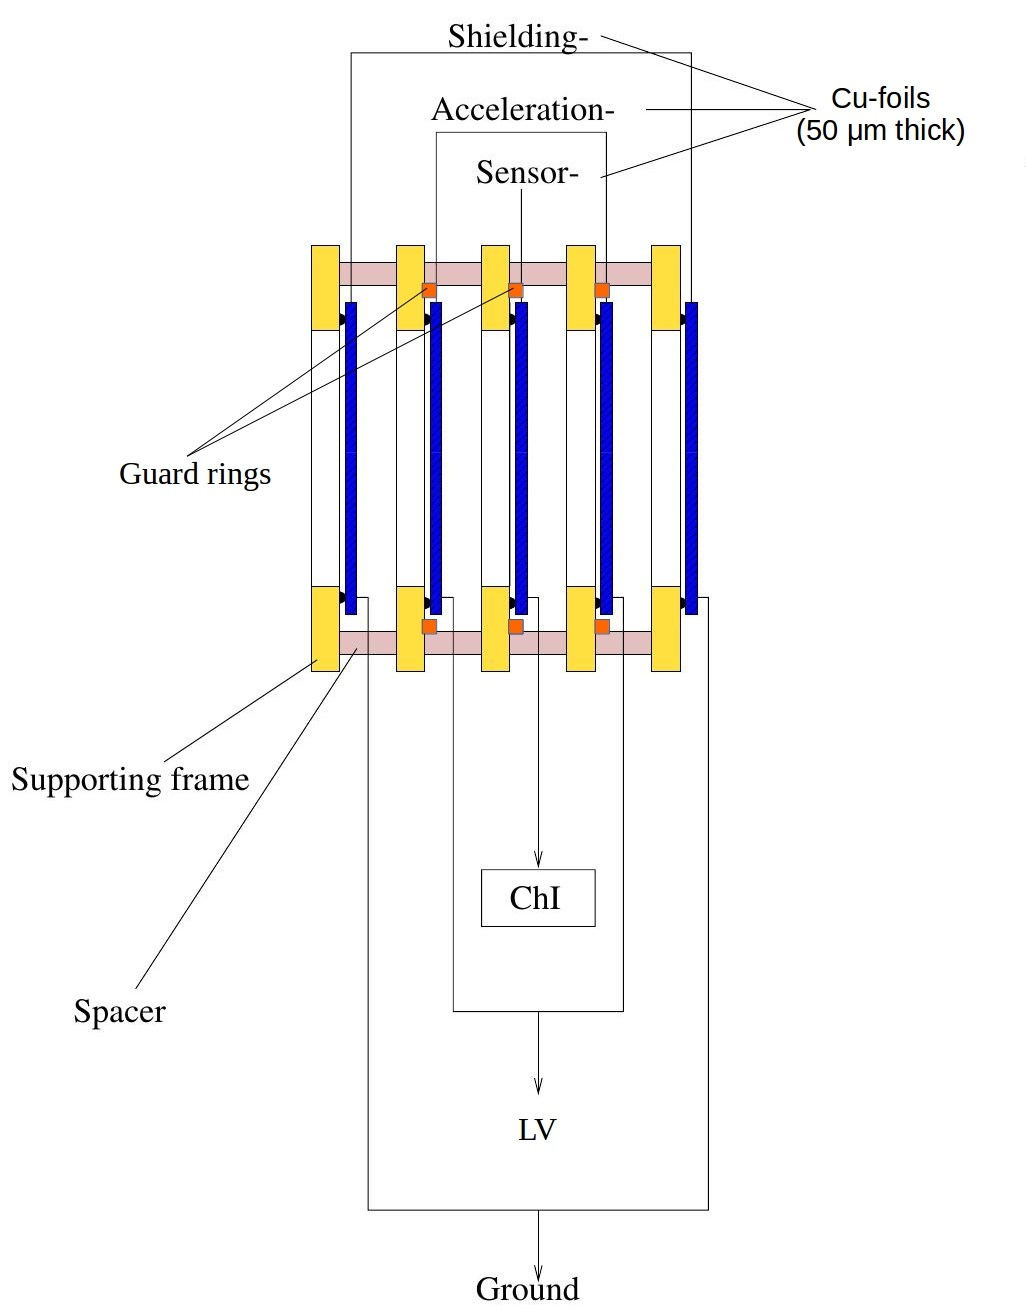 Shielding-
Cu-foils
(50 μm thick)
Acceleration-
Sensor-
Guard rings
Supporting frame
ChI
Spacer
LV
Ground